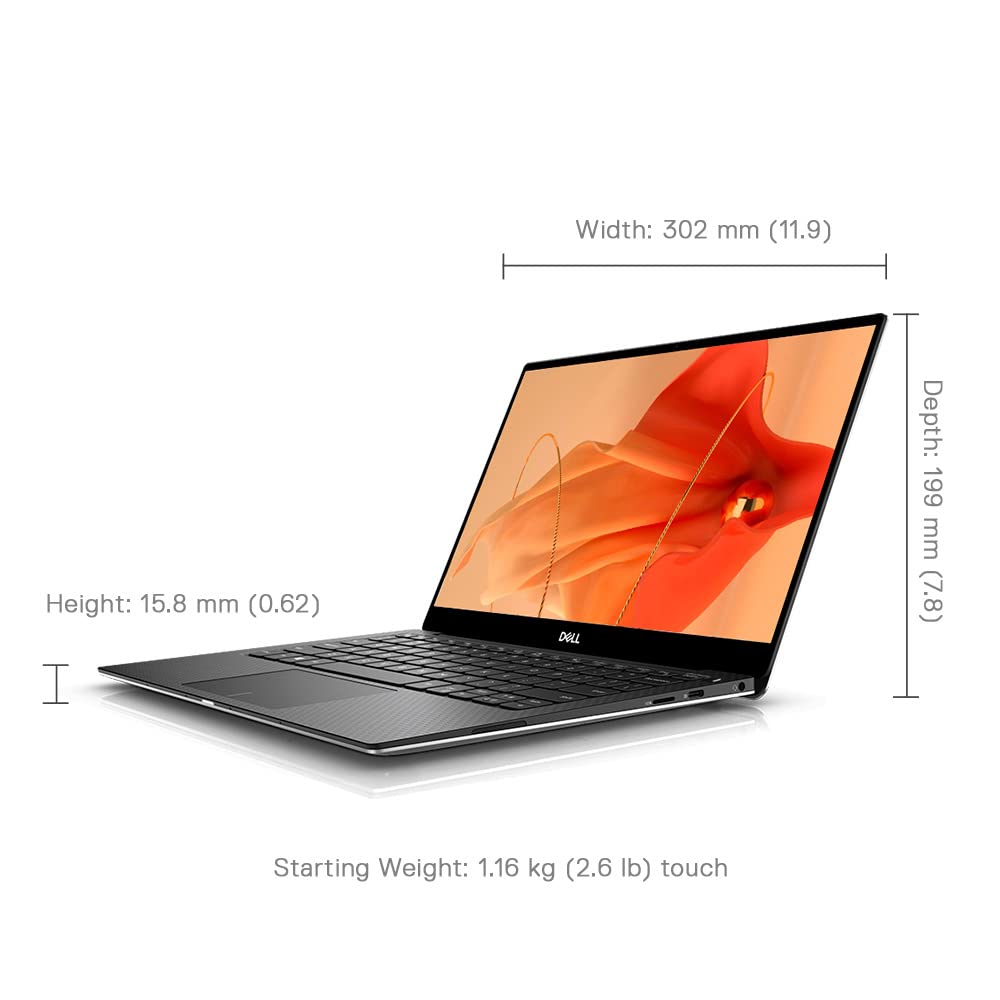 Width: 302 mm (11.9)
Depth: 199 mm (7.8)
Height: 15.8 mm (0.62)
DELL
Starting Weight: 1.16 kg (2.6 lb) touch